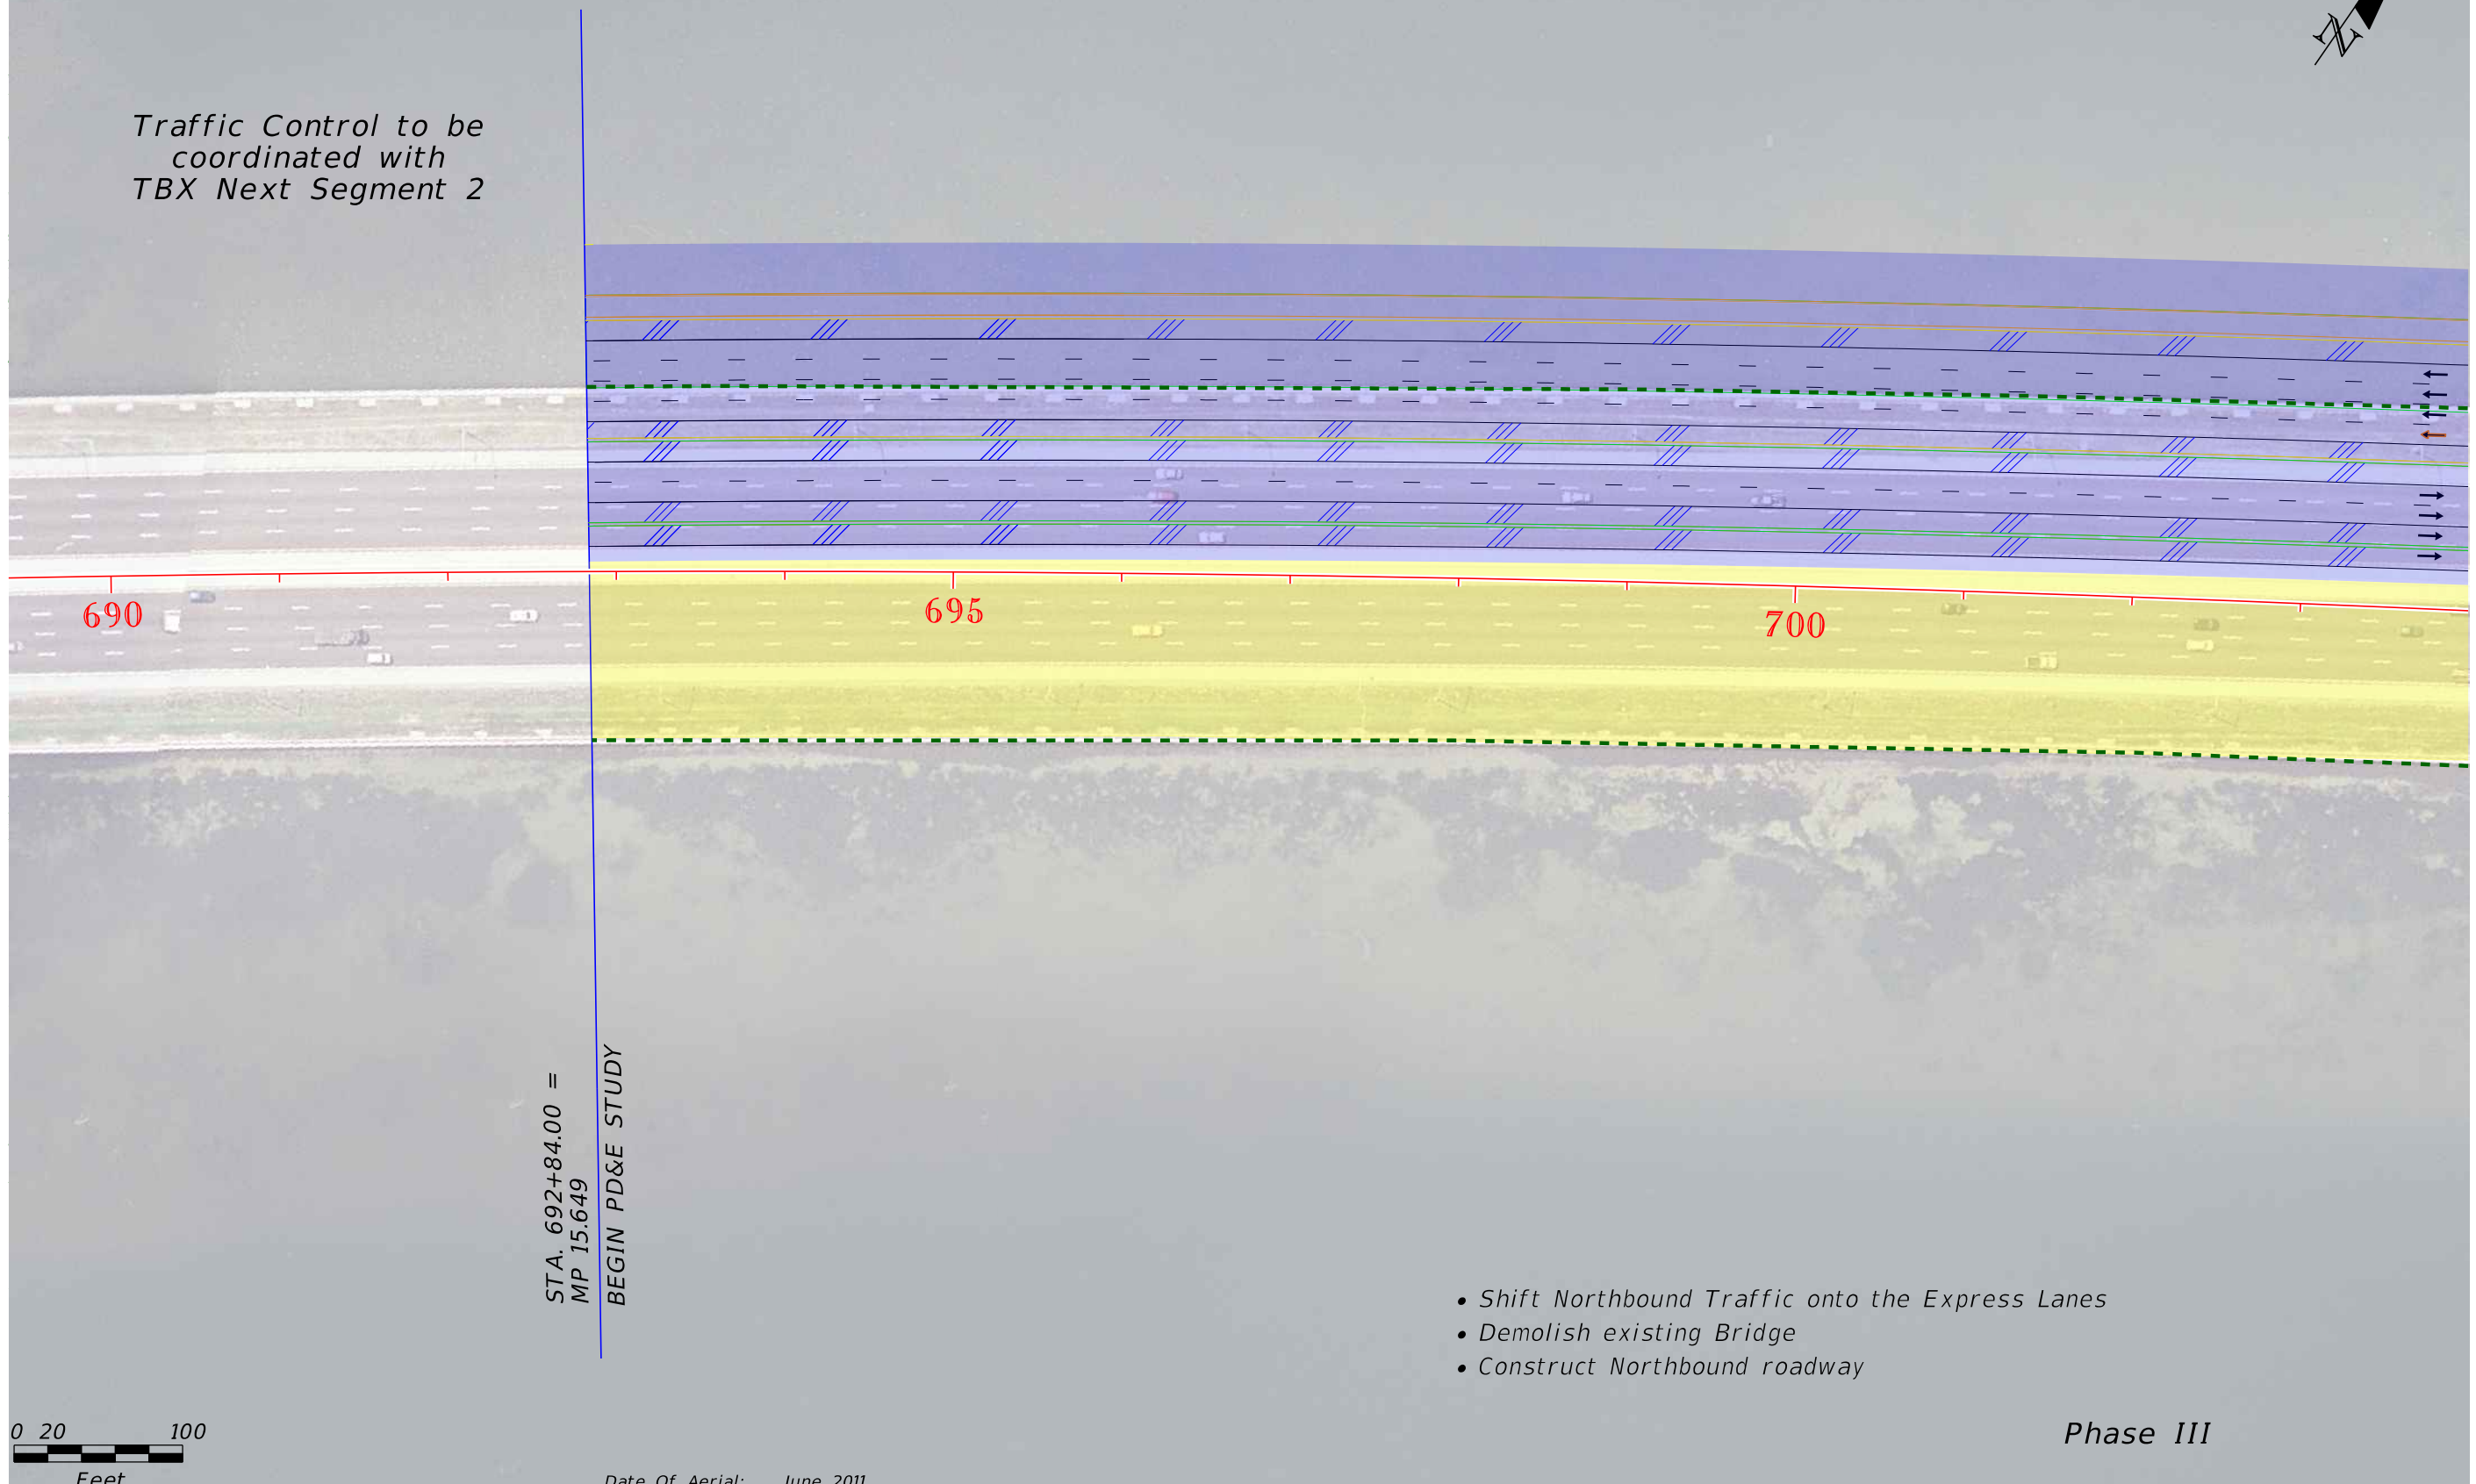 N
Traffic Control to be
coordinated with
TBX Next Segment 2
690
695
700
STA. 692+84.00 =
MP 15.649
BEGIN PD&E STUDY
• Shift Northbound Traffic onto the Express Lanes
• Demolish existing Bridge
• Construct Northbound roadway
Phase III
0 20 100
Feet
Date Of Aerial: June 2011